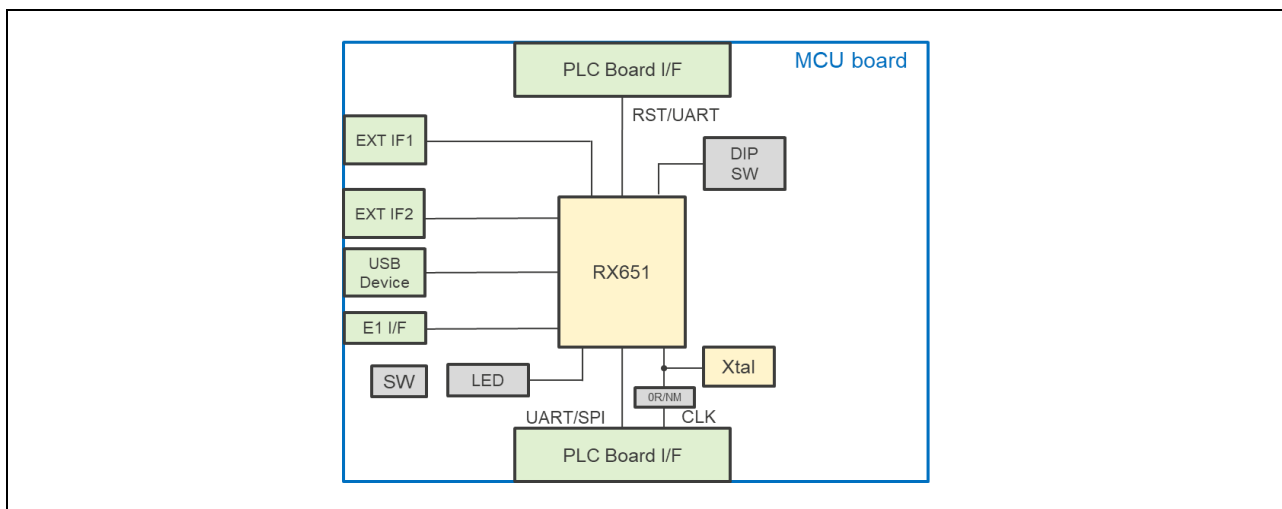 PLC Board I/F
MCU board
RST/UART
EXT IF1
DIP
SW
EXT IF2
RX651
USB
Device
E1 I/F
Xtal
SW
LED
0R/NM
UART/SPI
CLK
PLC Board I/F